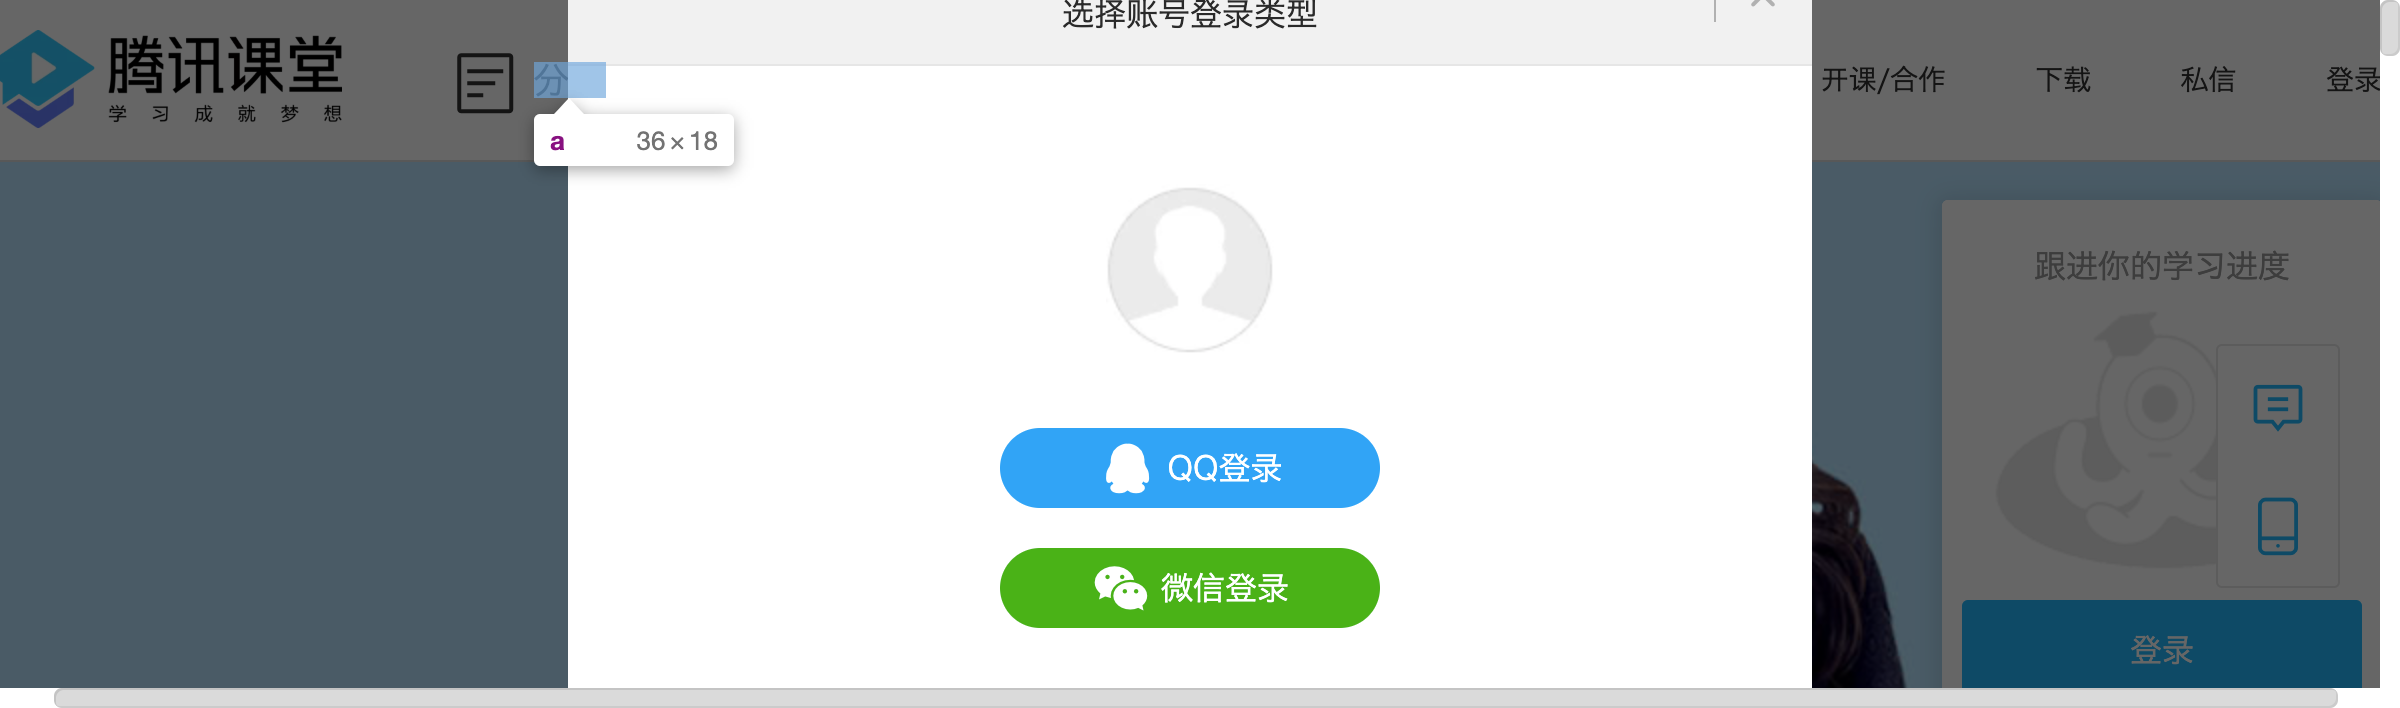 选择账号登录类型
腾讯课堂
学习成就梦想
分
开课/合作
下载
私信
登录
a 36×18
跟进你的学习进度
QQ登录
微信登录
登录